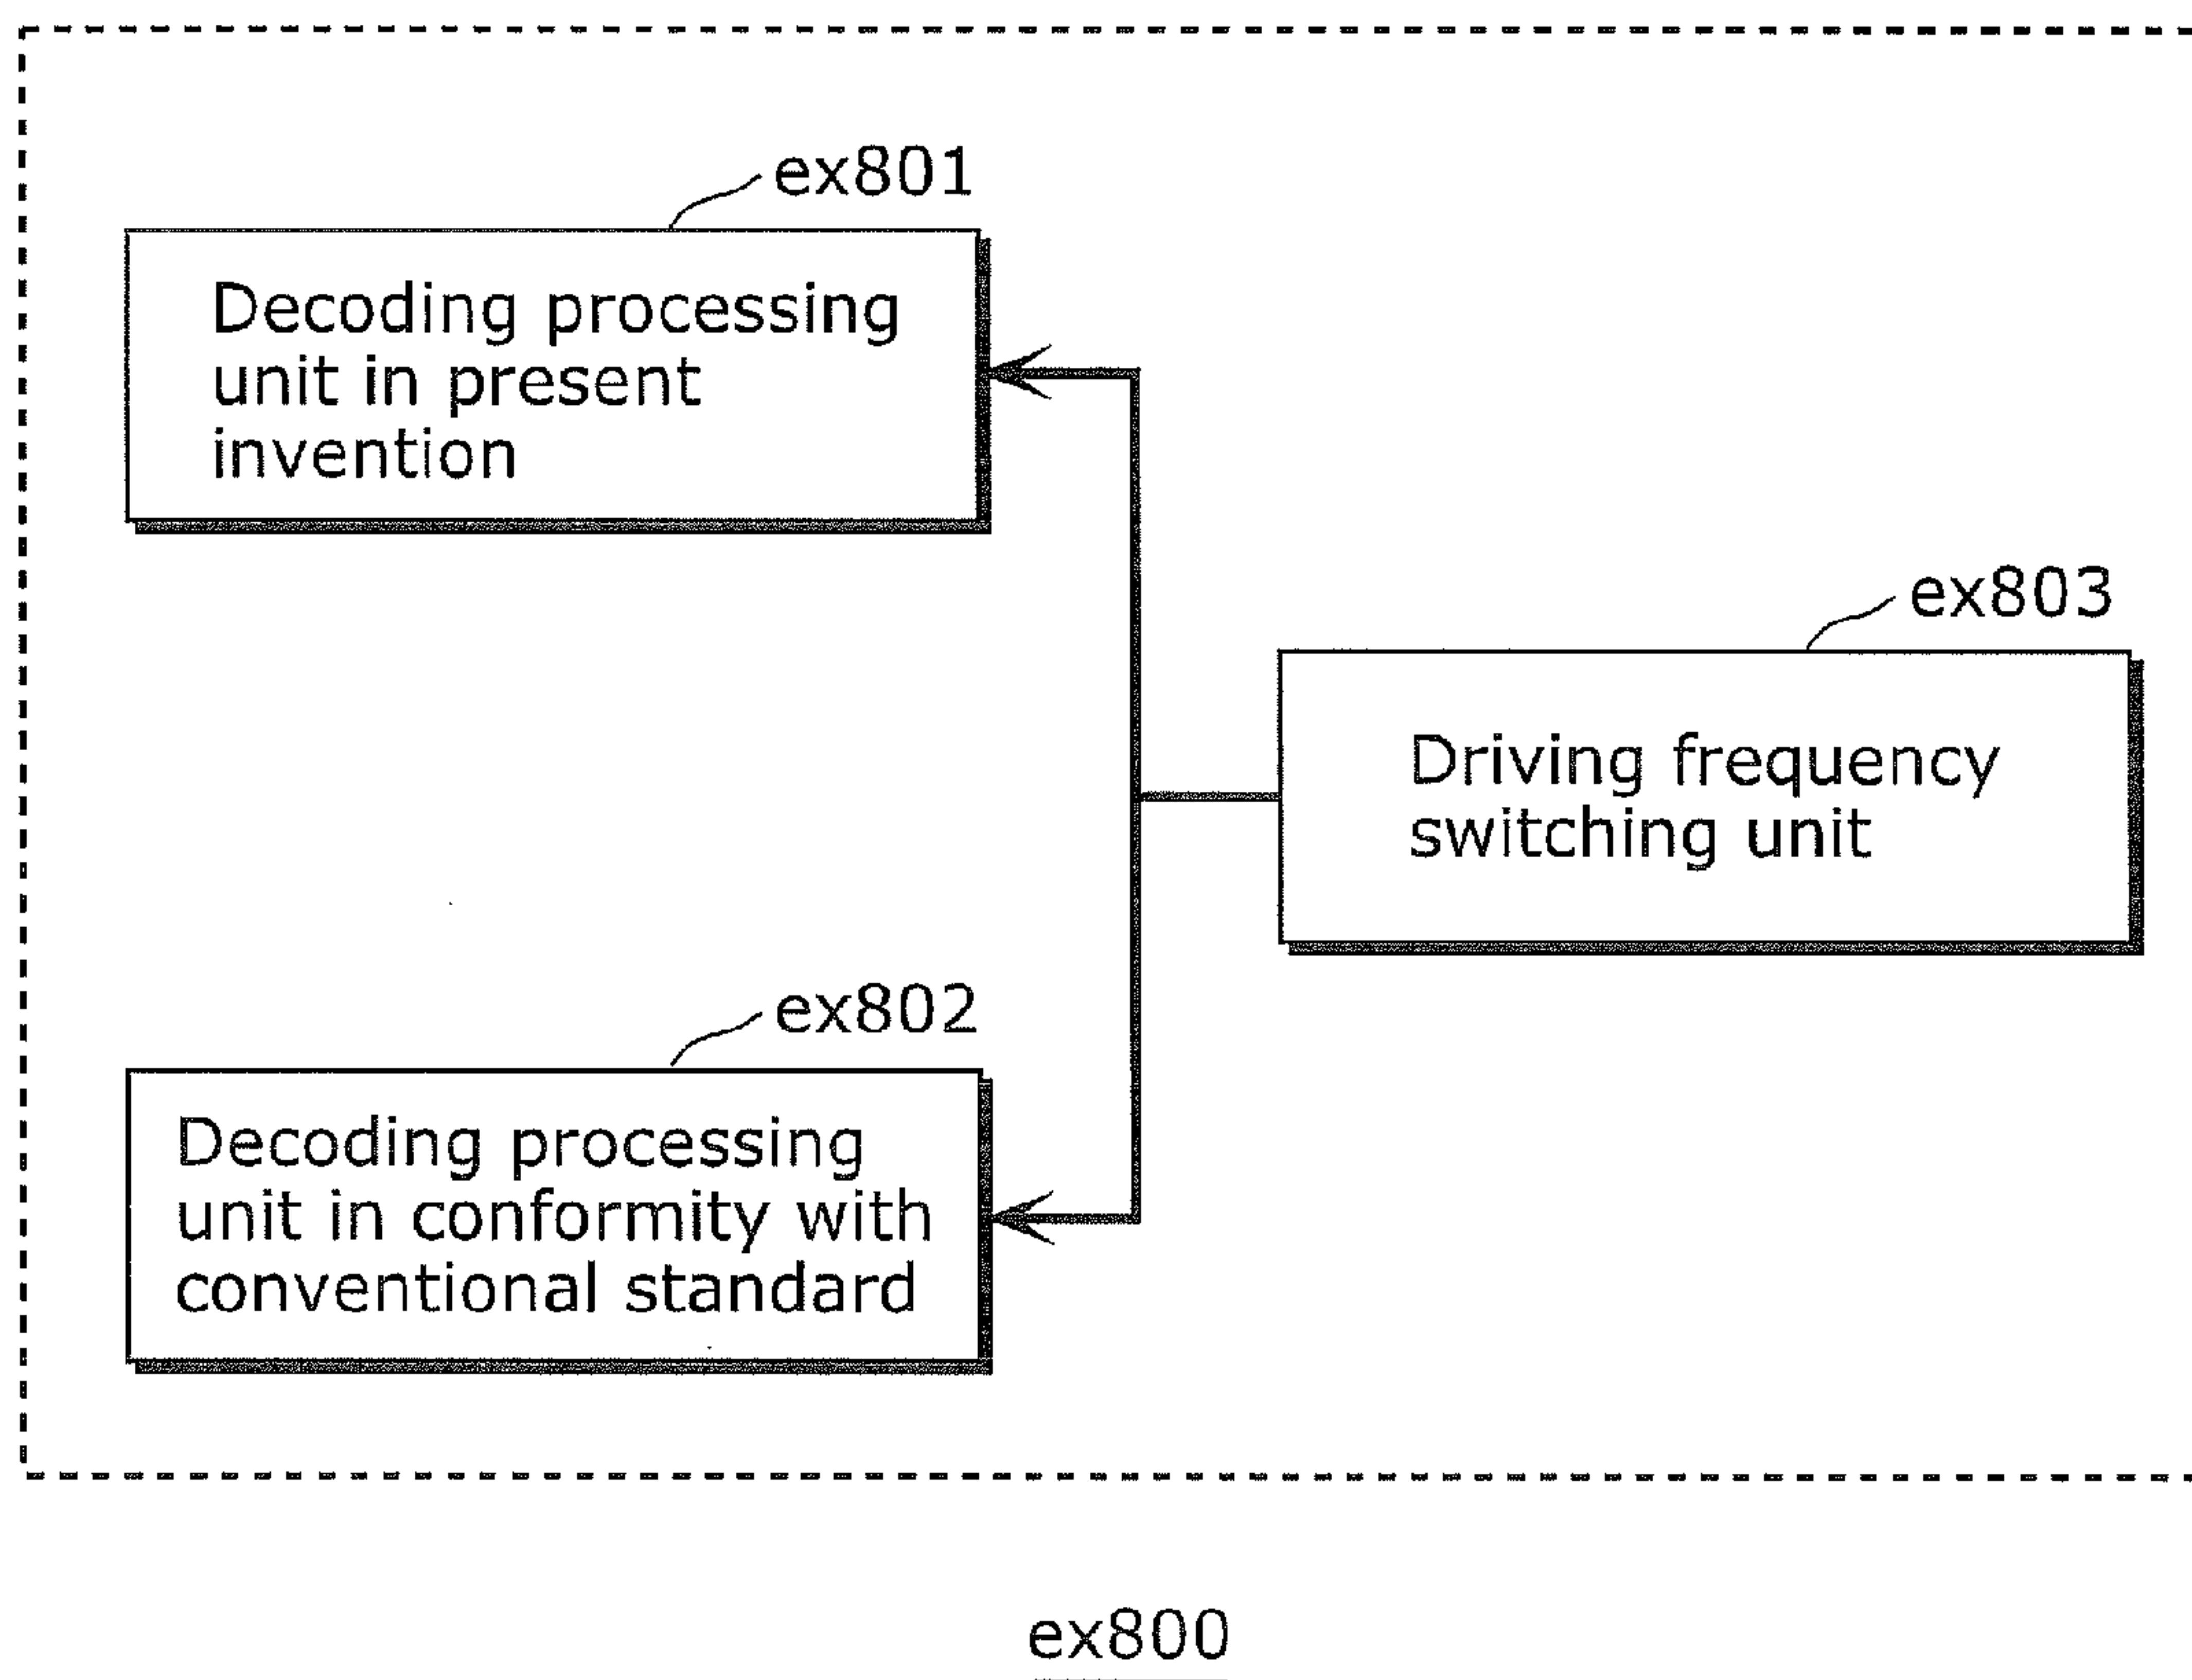 ex801
Decoding processing
unit in present
invention
ex803
Driving frequency
switching unit
ex802
Decoding processing
unit in conformity with
conventional standard
ex800